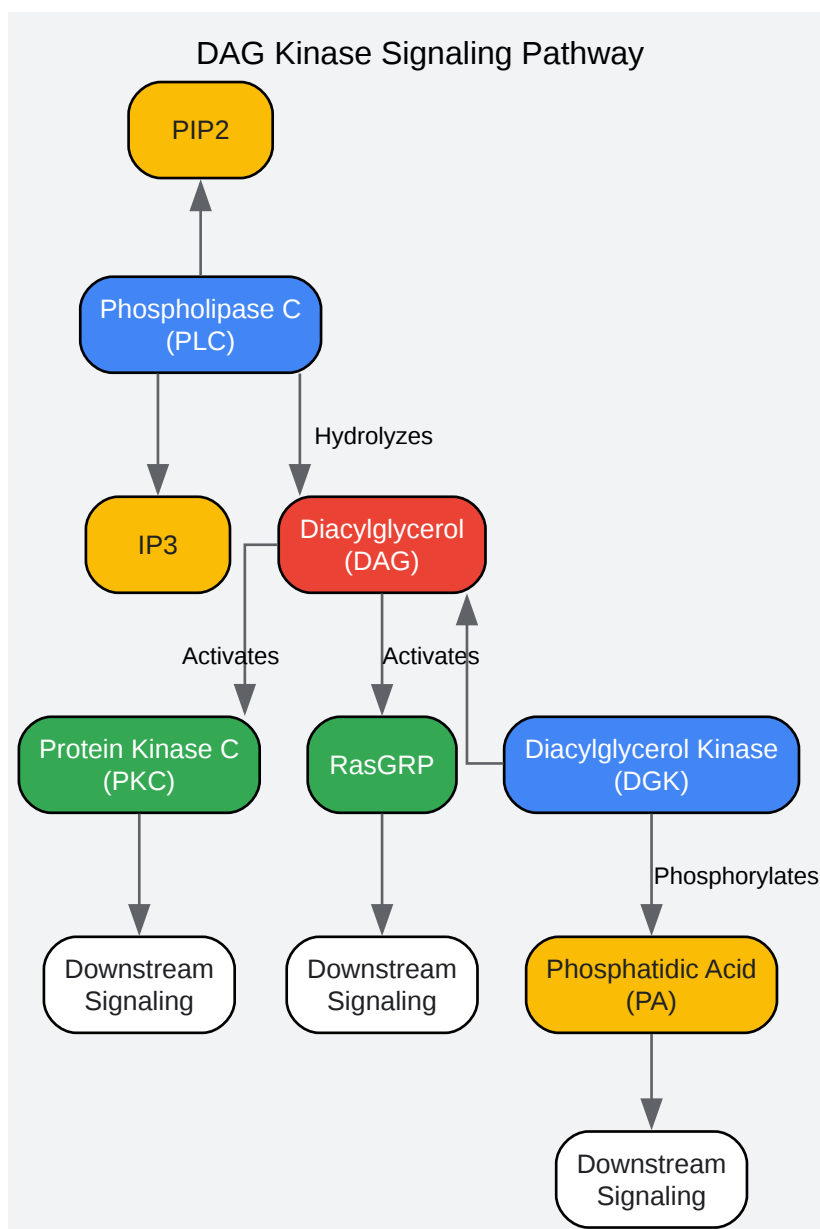 DAG Kinase Signaling Pathway
PIP2
Phospholipase C
(PLC)
Hydrolyzes
IP3
Diacylglycerol
(DAG)
Activates
Activates
Protein Kinase C
(PKC)
RasGRP
Diacylglycerol Kinase
(DGK)
Phosphorylates
Downstream
Signaling
Downstream
Signaling
Phosphatidic Acid
(PA)
Downstream
Signaling